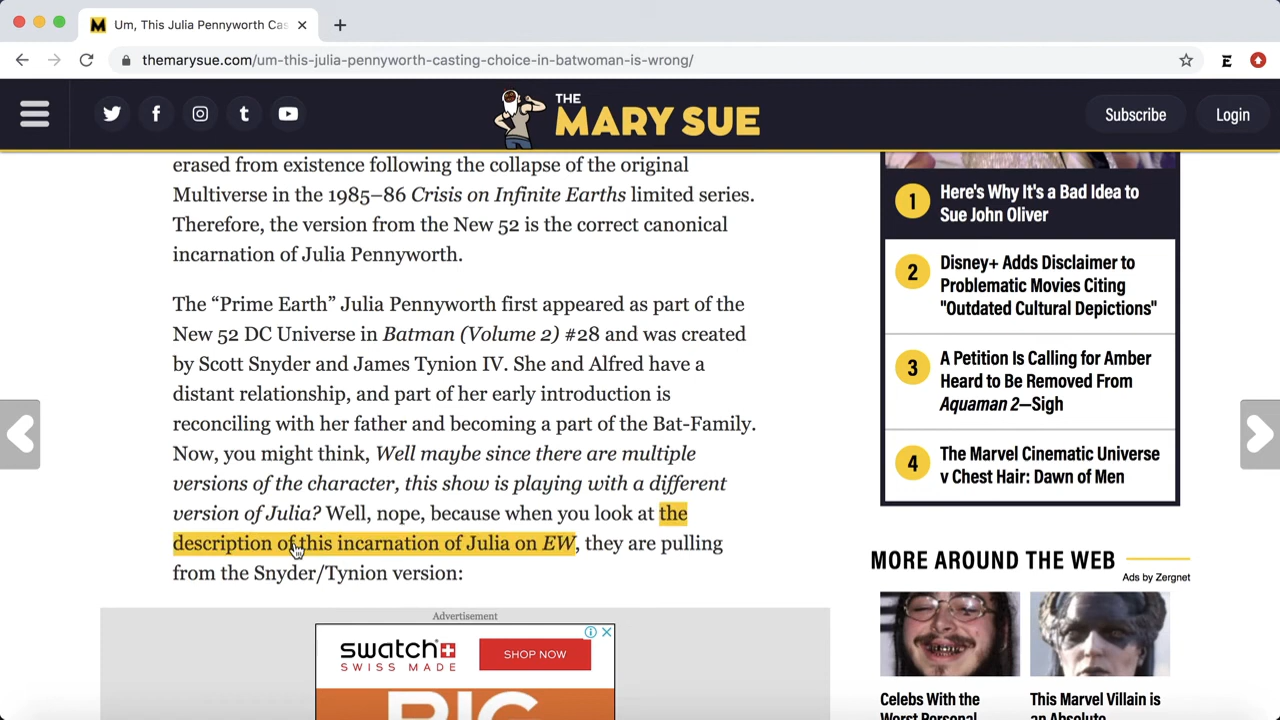 Um, This Julia Pennyworth Cas
themarysue.com/um-this-julia-pennyworth-casting-choice-in-batwoman-is-wrong/
THE
MARY SUE
Subscribe
Login
erased from existence following the collapse of the original
Multiverse in the 1985–86 Crisis on Infinite Earths limited series.
Therefore, the version from the New 52 is the correct canonical
incarnation of Julia Pennyworth.
The “Prime Earth” Julia Pennyworth first appeared as part of the
New 52 DC Universe in Batman (Volume 2) #28 and was created
by Scott Snyder and James Tynion IV. She and Alfred have a
distant relationship, and part of her early introduction is
reconciling with her father and becoming a part of the Bat-Family.
Now, you might think, Well maybe since there are multiple
versions of the character, this show is playing with a different
version of Julia? Well, nope, because when you look at the
description of this incarnation of Julia on EW, they are pulling
from the Snyder/Tynion version:
Advertisement
swatch
SWISS MADE
SHOP NOW
BIG
1
Here's Why It's a Bad Idea to
Sue John Oliver
2
Disney+ Adds Disclaimer to
Problematic Movies Citing
"Outdated Cultural Depictions"
3
A Petition Is Calling for Amber
Heard to Be Removed From
Aquaman 2—Sigh
4
The Marvel Cinematic Universe
v Chest Hair: Dawn of Men
MORE AROUND THE WEB
Ads by Zergnet
Celebs With the
Worst Personal
This Marvel Villain is
an Absolute